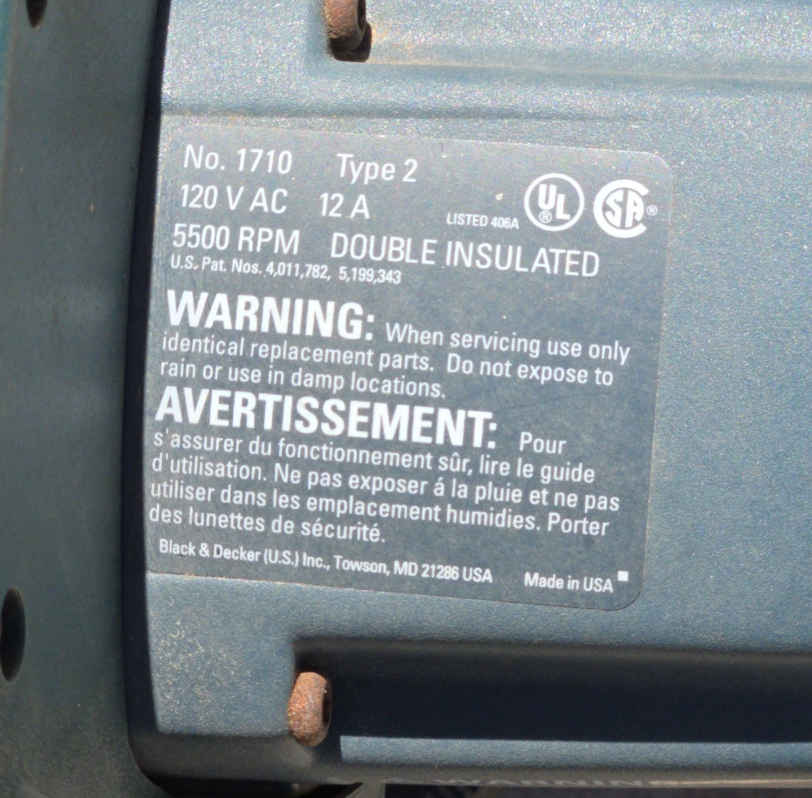 No. 1710 Type 2
120 V AC 12 A LISTED 406A UL ® SA ®
5500 RPM DOUBLE INSULATED
U.S. Pat. Nos. 4,011,782, 5,199,343
WARNING: When servicing use only
identical replacement parts. Do not expose to
rain or use in damp locations.
AVERTISSEMENT: Pour
s'assurer du fonctionnement sûr, lire le guide
d'utilisation. Ne pas exposer á la pluie et ne pas
utiliser dans les emplacement humidies. Porter
des lunettes de sécurité.
Black & Decker (U.S.) Inc., Towson, MD 21286 USA Made in USA
WARNING